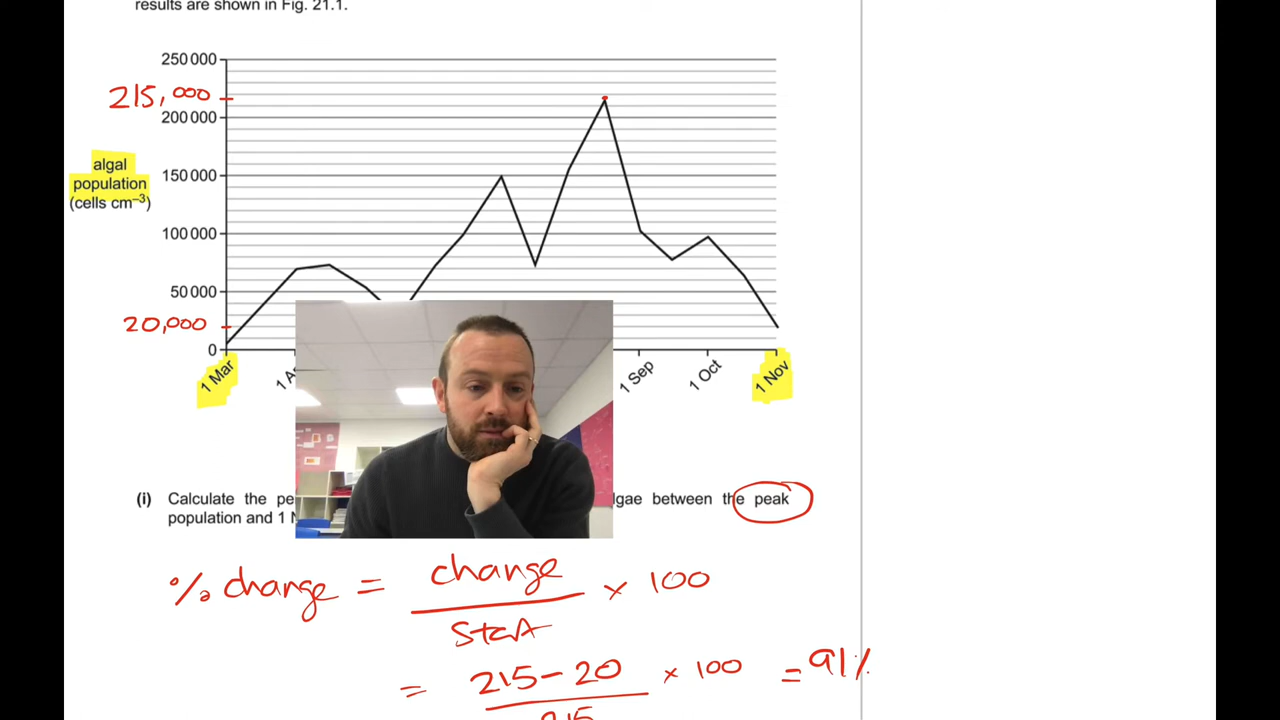 results are shown in Fig. 21.1.
250 000
215,000
200 000
algal
population
(cells cm–3)
150 000
100 000
50 000
20,000
0
1 Mar
1 Sep
1 Oct
1 Nov
(i) Calculate the between the peak
population and 1
% change = change × 100
start
= 215 – 20 × 100 = 91%
215